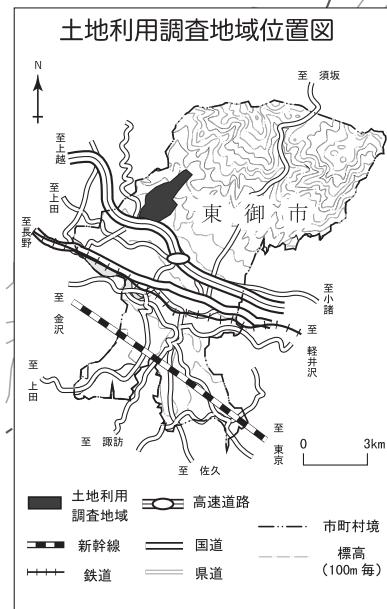 土地利用調査地域位置図
N
至須坂
至上越
至上田
至長野
東御市
至小諸
至金沢
至軽井沢
至上田
至諏訪
至佐久
至東京
0 3km
土地利用
調査地域
高速道路
市町村境
新幹線
国道
標高
(100m毎)
鉄道
県道